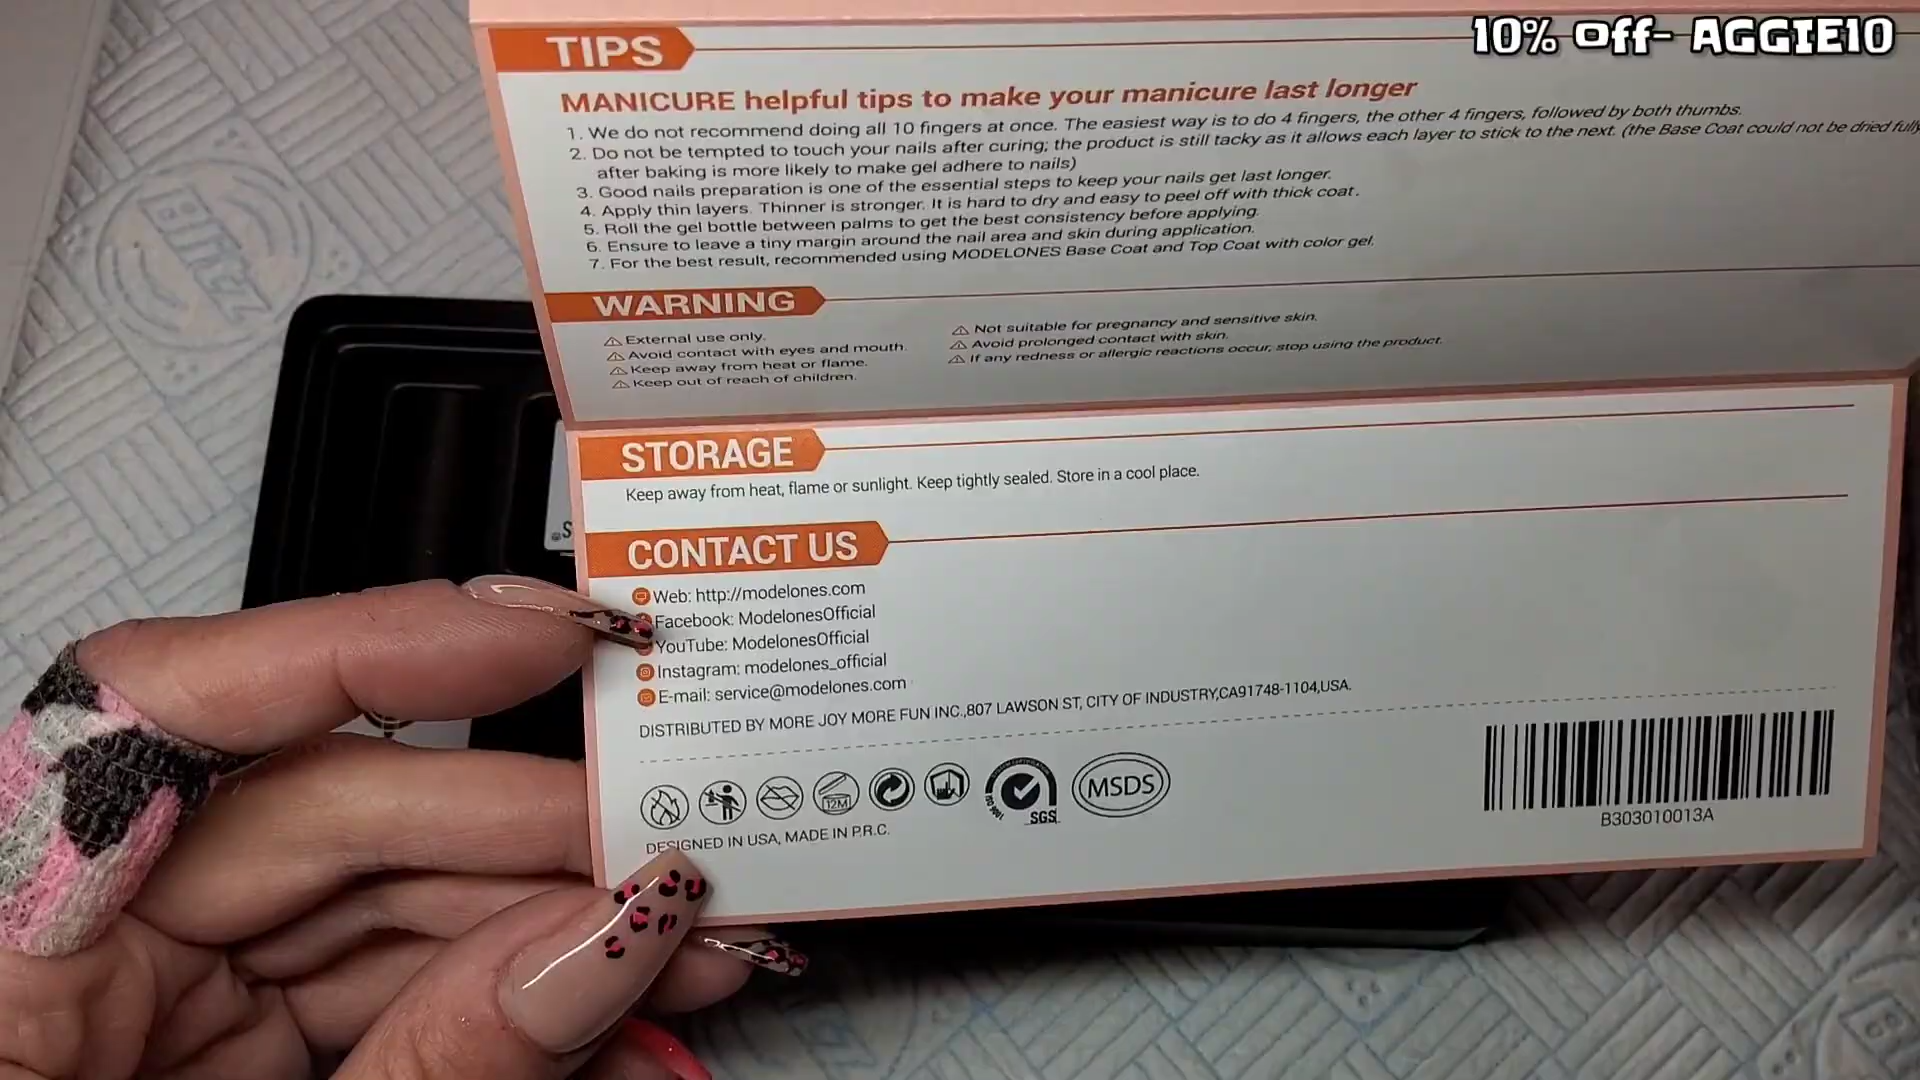 10% Off- AGGIE10
TIPS
MANICURE helpful tips to make your manicure last longer
1. We do not recommend doing all 10 fingers at once. The easiest way is to do 4 fingers, the other 4 fingers, followed by both thumbs.
2. Do not be tempted to touch your nails after curing; the product is still tacky as it allows each layer to stick to the next. (the Base Coat could not be dried fully
after baking is more likely to make gel adhere to nails)
3. Good nails preparation is one of the essential steps to keep your nails get last longer.
4. Apply thin layers. Thinner is stronger. It is hard to dry and easy to peel off with thick coat.
5. Roll the gel bottle between palms to get the best consistency before applying.
6. Ensure to leave a tiny margin around the nail area and skin during application.
7. For the best result, recommended using MODELONES Base Coat and Top Coat with color gel.
WARNING
External use only.
Avoid contact with eyes and mouth.
Keep away from heat or flame.
Keep out of reach of children.
Not suitable for pregnancy and sensitive skin.
Avoid prolonged contact with skin.
If any redness or allergic reactions occur, stop using the product.
STORAGE
Keep away from heat, flame or sunlight. Keep tightly sealed. Store in a cool place.
CONTACT US
Web: http://modelones.com
Facebook: ModelonesOfficial
YouTube: ModelonesOfficial
Instagram: modelones_official
E-mail: service@modelones.com
DISTRIBUTED BY MORE JOY MORE FUN INC.,807 LAWSON ST, CITY OF INDUSTRY,CA91748-1104,USA.
12M
SGS
MSDS
DESIGNED IN USA, MADE IN P.R.C.
B303010013A
Blitz